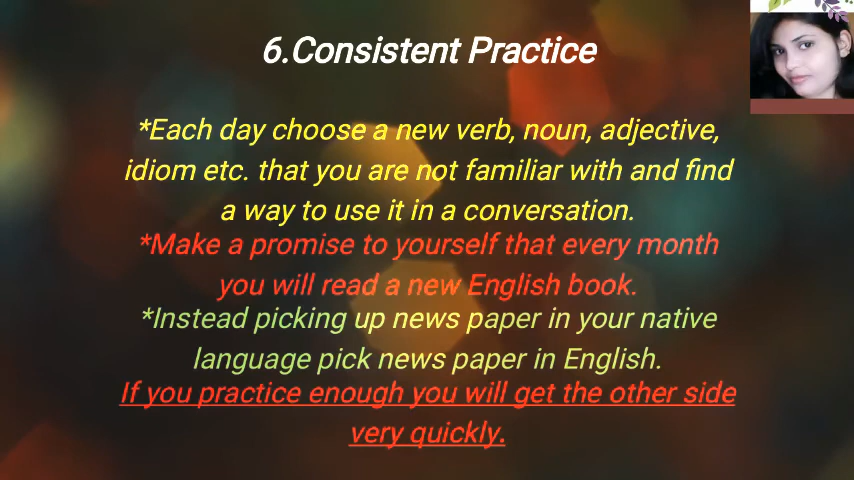 6.Consistent Practice
*Each day choose a new verb, noun, adjective,
idiom etc. that you are not familiar with and find
a way to use it in a conversation.
*Make a promise to yourself that every month
you will read a new English book.
*Instead picking up news paper in your native
language pick news paper in English.
If you practice enough you will get the other side
very quickly.